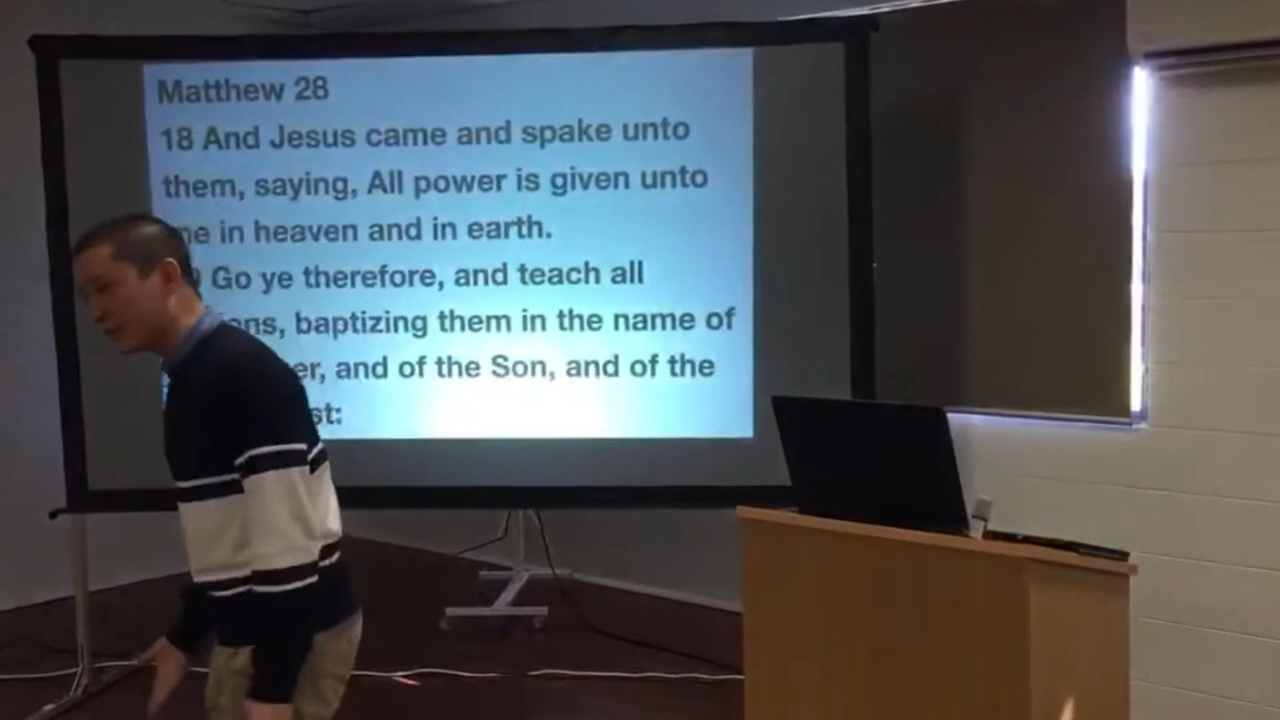 Matthew 28
18 And Jesus came and spake unto
them, saying, All power is given unto
me in heaven and in earth.
Go ye therefore, and teach all
baptizing them in the name of
and of the Son, and of the